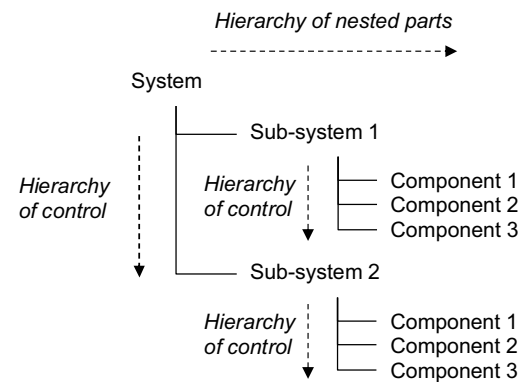 Hierarchy of nested parts
System
Sub-system 1
Hierarchy
of control
Hierarchy
of control
Component 1
Component 2
Component 3
Sub-system 2
Hierarchy
of control
Component 1
Component 2
Component 3